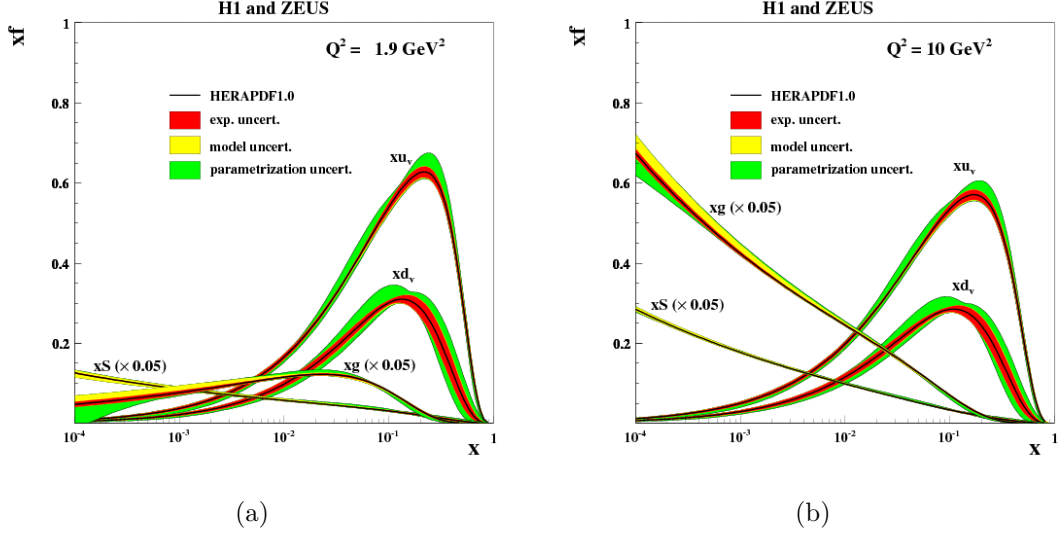 H1 and ZEUS
xf
Q² = 1.9 GeV²
HERAPDF1.0
exp. uncert.
model uncert.
parametrization uncert.
xu_v
xd_v
xS (× 0.05)
xg (× 0.05)
1
0.8
0.6
0.4
0.2
10⁻⁴
10⁻³
10⁻²
10⁻¹
1
x
(a)
H1 and ZEUS
xf
Q² = 10 GeV²
HERAPDF1.0
exp. uncert.
model uncert.
parametrization uncert.
xu_v
xg (× 0.05)
xd_v
xS (× 0.05)
1
0.8
0.6
0.4
0.2
10⁻⁴
10⁻³
10⁻²
10⁻¹
1
x
(b)